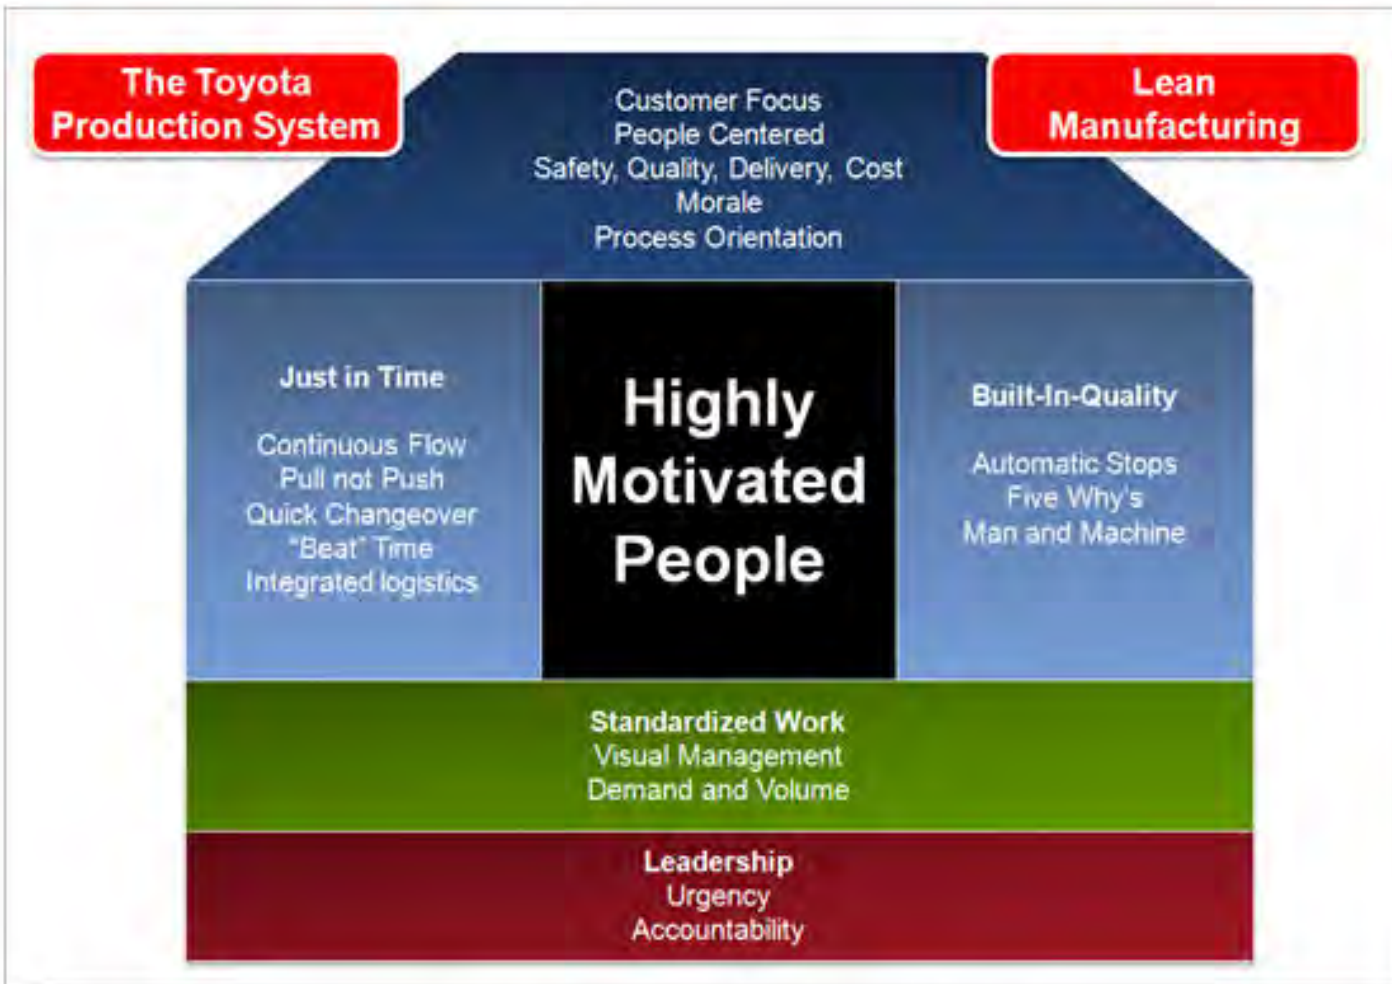 The Toyota
Production System
Lean
Manufacturing
Customer Focus
People Centered
Safety, Quality, Delivery, Cost
Morale
Process Orientation
Just in Time
Continuous Flow
Pull not Push
Quick Changeover
"Beat" Time
Integrated logistics
Highly
Motivated
People
Built-In-Quality
Automatic Stops
Five Why's
Man and Machine
Standardized Work
Visual Management
Demand and Volume
Leadership
Urgency
Accountability